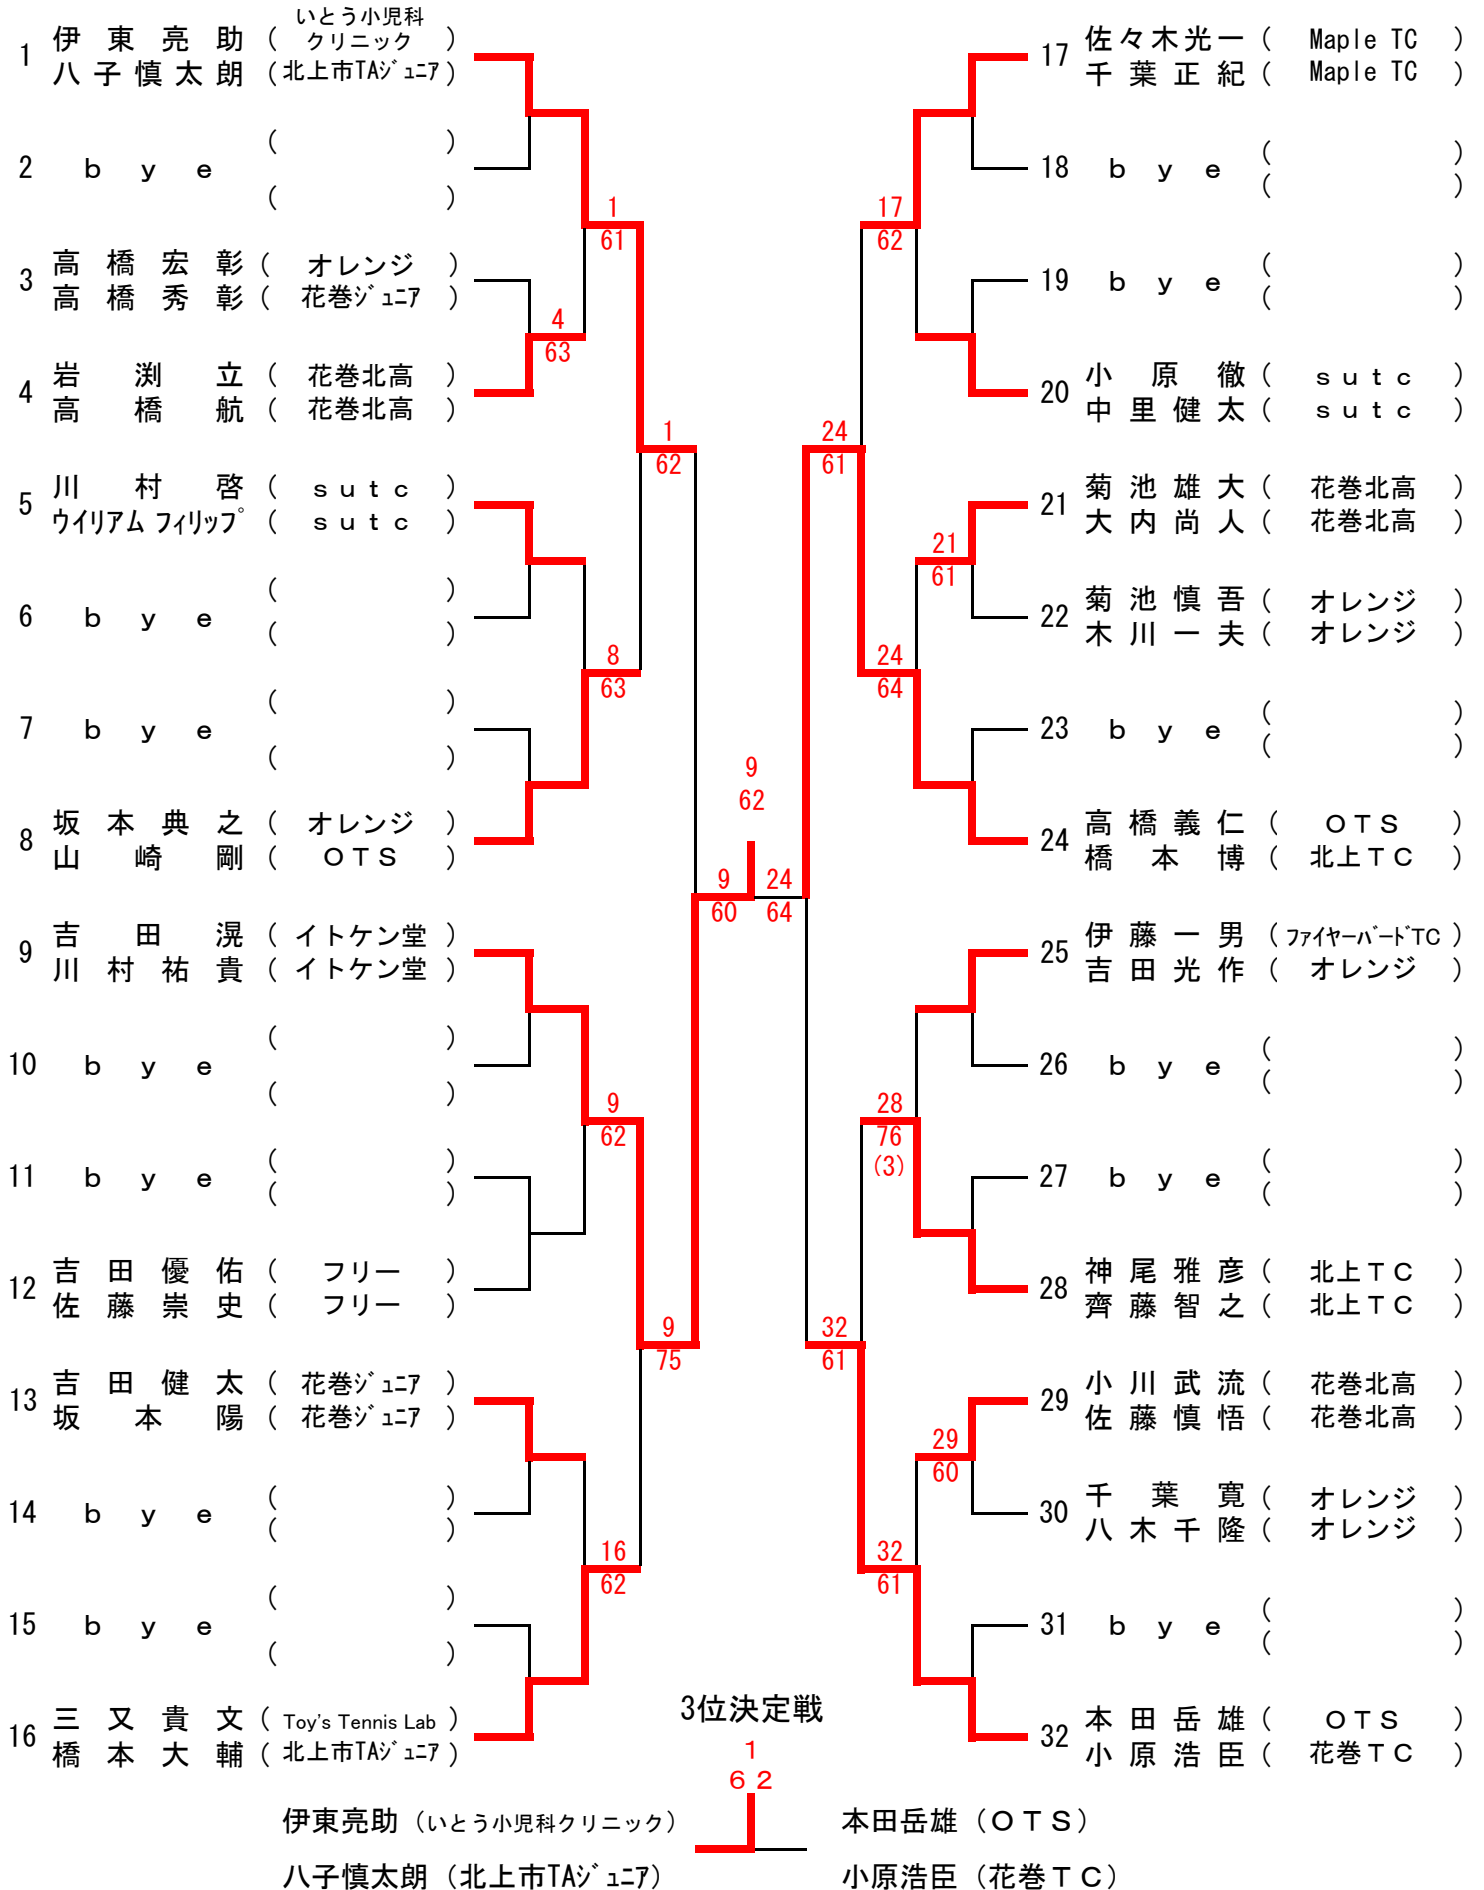 1 伊東亮助 (いとう小児科クリニック)
八子慎太朗 (北上市TAジュニア)
2 bye ( )
( )
3 高橋宏彰 (オレンジ)
高橋秀彰 (花巻ジュニア)
4 岩渕立 (花巻北高)
高橋航 (花巻北高)
5 川村啓 (sutc)
ウイリアム フィリップ (sutc)
6 bye ( )
( )
7 bye ( )
( )
8 坂本典之 (オレンジ)
山崎剛 (OTS)
9 吉田滉 (イトケン堂)
川村祐貴 (イトケン堂)
10 bye ( )
( )
11 bye ( )
( )
12 吉田優佑 (フリー)
佐藤崇史 (フリー)
13 吉田健太 (花巻ジュニア)
坂本陽 (花巻ジュニア)
14 bye ( )
( )
15 bye ( )
( )
16 三又貴文 (Toy's Tennis Lab)
橋本大輔 (北上市TAジュニア)
4
63
1
61
8
63
9
62
16
62
1
62
9
75
9
60
9
62
24
64
24
61
32
61
17
62
24
64
28
76
(3)
32
61
21
61
29
60
17 佐々木光一 (Maple TC)
千葉正紀 (Maple TC)
18 bye ( )
( )
19 bye ( )
( )
20 小原徹 (sutc)
中里健太 (sutc)
21 菊池雄大 (花巻北高)
大内尚人 (花巻北高)
22 菊池慎吾 (オレンジ)
木川一夫 (オレンジ)
23 bye ( )
( )
24 高橋義仁 (OTS)
橋本博 (北上TC)
25 伊藤一男 (ファイヤーバードTC)
吉田光作 (オレンジ)
26 bye ( )
( )
27 bye ( )
( )
28 神尾雅彦 (北上TC)
齊藤智之 (北上TC)
29 小川武流 (花巻北高)
佐藤慎悟 (花巻北高)
30 千葉寛 (オレンジ)
八木千隆 (オレンジ)
31 bye ( )
( )
32 本田岳雄 (OTS)
小原浩臣 (花巻TC)
3位決定戦
1
62
伊東亮助 (いとう小児科クリニック) 本田岳雄 (OTS)
八子慎太朗 (北上市TAジュニア) 小原浩臣 (花巻TC)